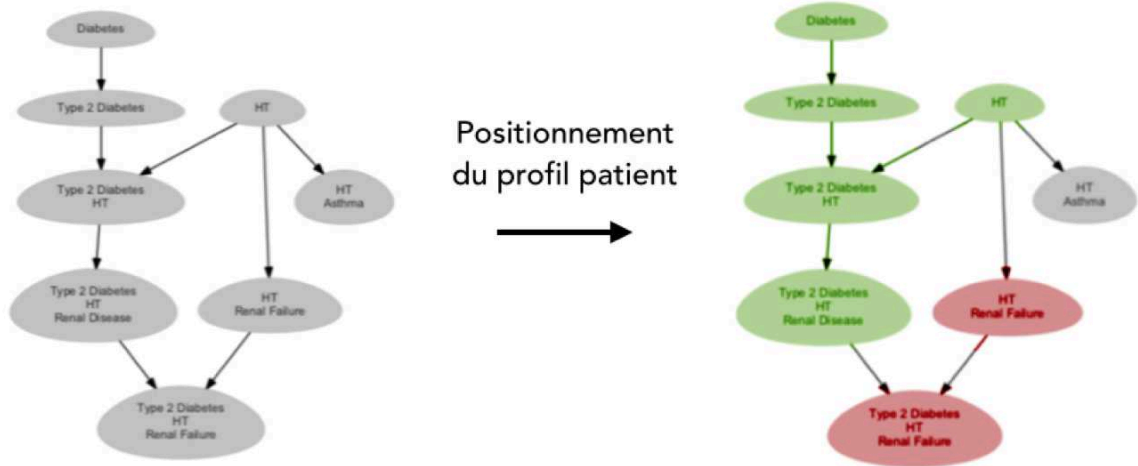 Diabetes
Type 2 Diabetes
HT
Type 2 Diabetes
HT
HT
Asthma
Type 2 Diabetes
HT
Renal Disease
HT
Renal Failure
Type 2 Diabetes
HT
Renal Failure
Positionnement
du profil patient
Diabetes
Type 2 Diabetes
HT
Type 2 Diabetes
HT
HT
Asthma
Type 2 Diabetes
HT
Renal Disease
HT
Renal Failure
Type 2 Diabetes
HT
Renal Failure